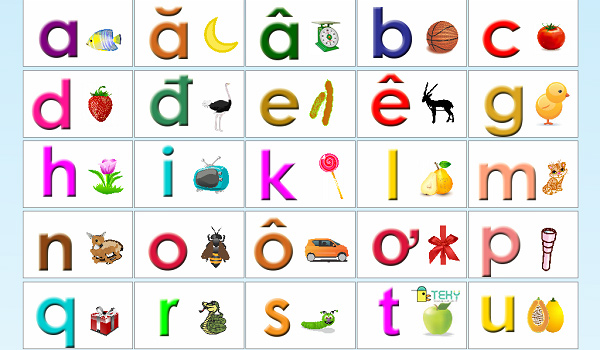 a ă â b c
d đ e ê g
h i k l m
n o ô ơ p
q r s t TEKY u